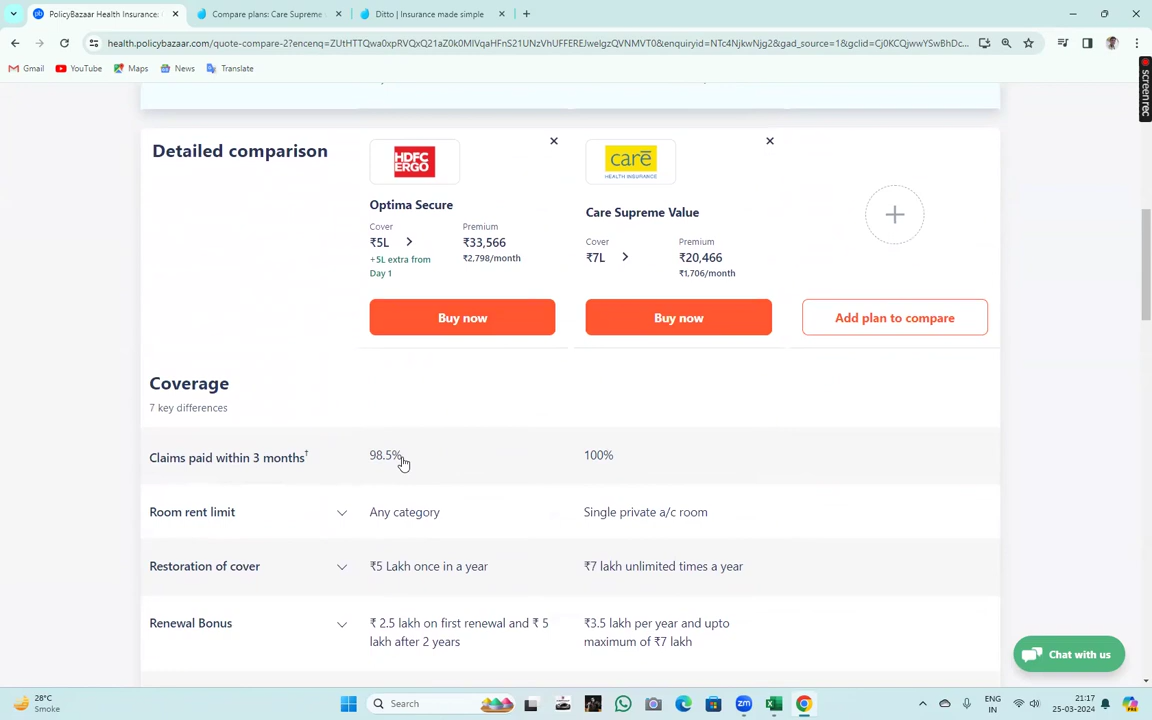 PolicyBazaar Health Insurance:
Compare plans: Care Supreme
Ditto | Insurance made simple
health.policybazaar.com/quote-compare-2?encenq=ZUtHTTQwa0xpRVQxQ21aZ0k0MlVqaHFnS21UNzVhUFFEREJwelgzQVNMVT0&enquiryid=NTc4NjkwNjg2&gad_source=1&gclid=Cj0KCQjwwYSwBhDc...
Gmail
YouTube
Maps
News
Translate
screenrec
Detailed comparison
HDFC
ERGO
Optima Secure
Cover
Premium
₹5L
₹33,566
+5L extra from
Day 1
₹2,798/month
Buy now
care
HEALTH INSURANCE
Care Supreme Value
Cover
Premium
₹7L
₹20,466
₹1,706/month
Buy now
Add plan to compare
Coverage
7 key differences
Claims paid within 3 months†
98.5%
100%
Room rent limit
Any category
Single private a/c room
Restoration of cover
₹5 Lakh once in a year
₹7 lakh unlimited times a year
Renewal Bonus
₹ 2.5 lakh on first renewal and ₹ 5
lakh after 2 years
₹3.5 lakh per year and upto
maximum of ₹7 lakh
Chat with us
28°C
Smoke
Search
ENG
IN
21:17
25-03-2024